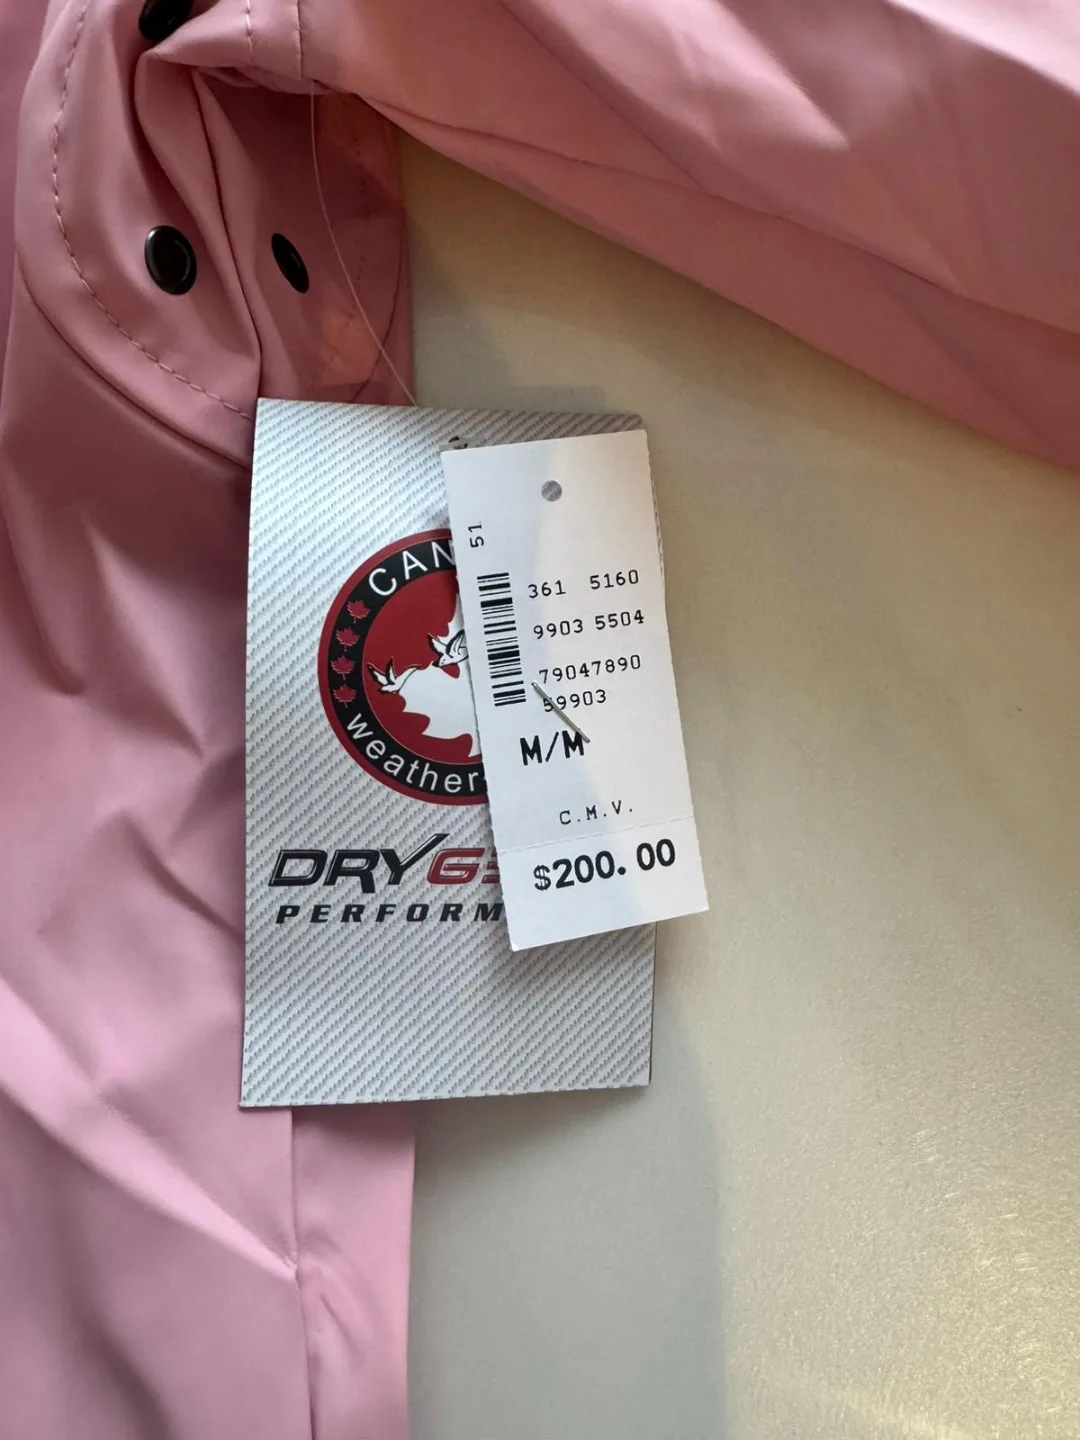 51
361 5160
9903 5504
79047890
59903
M/M
C.M.V.
$200.00
CAN
weather
DRYG
PERFORM